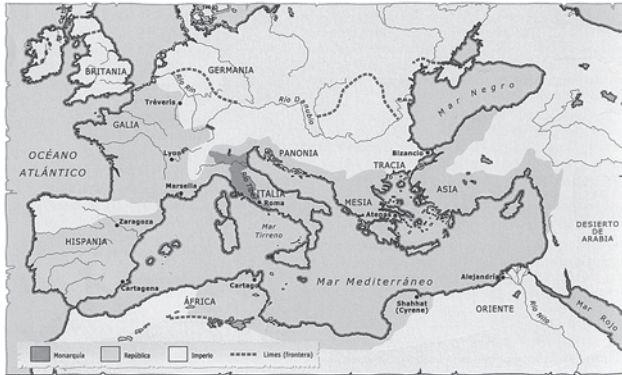 BRITANIA
GERMANIA
Río Rin
Tréveris
Río Danubio
GALIA
Mar Negro
OCÉANO
ATLÁNTICO
Lyon
PANONIA
Bizancio
TRACIA
Marsella
ITALIA
Roma
MESIA
ASIA
Atenas
Zaragoza
HISPANIA
Mar
Tirreno
DESIERTO
DE
ARABIA
Cartagena
Cartago
Mar Mediterráneo
Alejandría
ÁFRICA
Shahhat
(Cyrene)
ORIENTE
Río Nilo
Mar Rojo
Monarquía
República
Imperio
Limes (frontera)